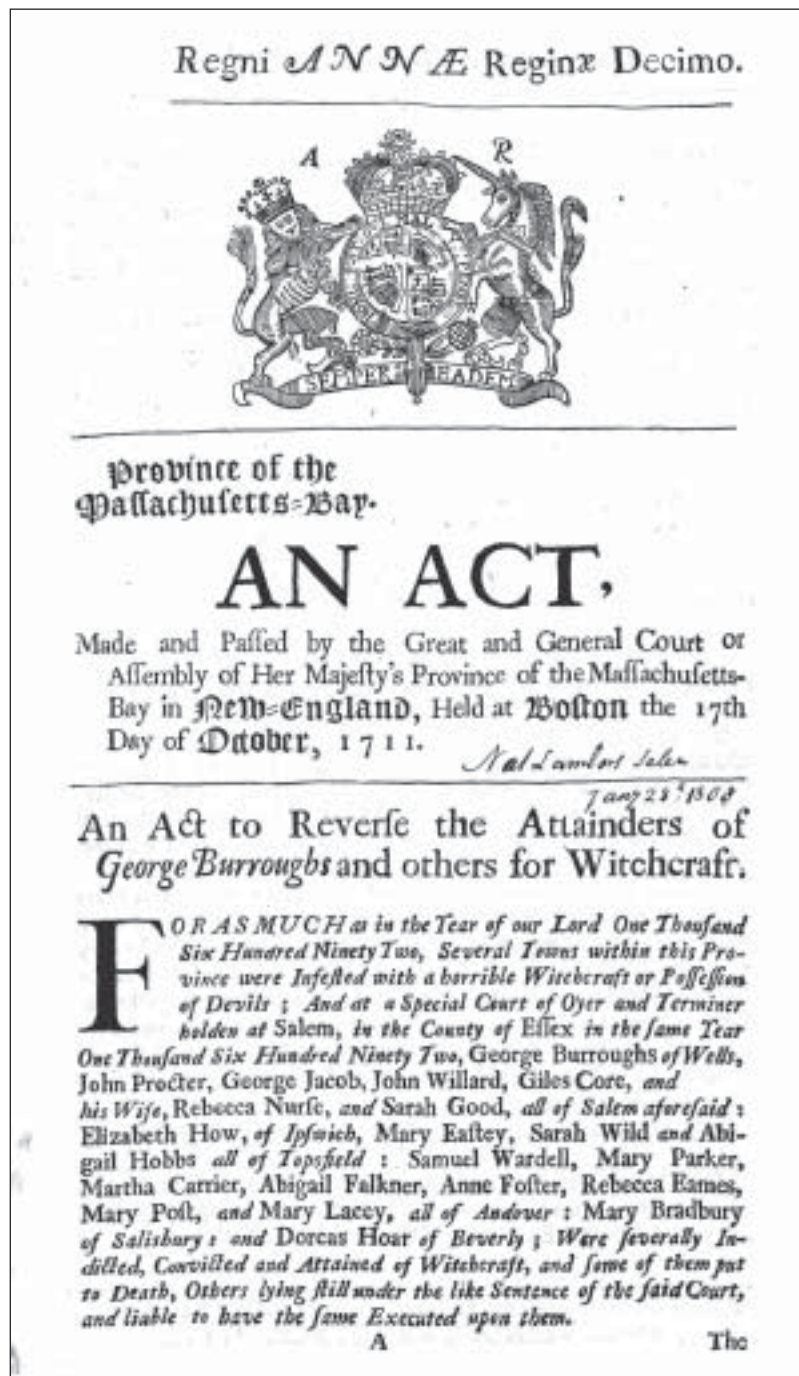 Regni ANNÆ Reginæ Decimo.
A R
SEMPER EADEM
Province of the
Maſſachuſetts-Bay.
AN ACT,
Made and Paſſed by the Great and General Court or
Aſſembly of Her Majeſty's Province of the Maſſachuſetts-
Bay in New-England, Held at Boſton the 17th
Day of October, 1711.
Salem
28 1808
An Act to Reverſe the Attainders of
George Burroughs and others for Witchcraft.
FORASMUCH as in the Year of our Lord One Thouſand
Six Hundred Ninety Two, Several Towns within this Pro-
vince were Infeſted with a horrible Witchcraft or Poſſeſſion
of Devils ; And at a Special Court of Oyer and Terminer
holden at Salem, in the County of Eſſex in the ſame Year
One Thouſand Six Hundred Ninety Two, George Burroughs of Wells,
John Procter, George Jacob, John Willard, Giles Core, and
his Wife, Rebecca Nurſe, and Sarah Good, all of Salem aforeſaid :
Elizabeth How, of Ipſwich, Mary Eaſtey, Sarah Wild and Abi-
gail Hobbs all of Topsfield : Samuel Wardell, Mary Parker,
Martha Carrier, Abigail Falkner, Anne Foſter, Rebecca Eames,
Mary Poſt, and Mary Lacey, all of Andover : Mary Bradbury
of Salisbury : and Dorcas Hoar of Beverly ; Were ſeverally In-
dicted, Convicted and Attained of Witchcraft, and ſome of them put
to Death, Others lying ſtill under the like Sentence of the ſaid Court,
and liable to have the ſame Executed upon them.
A The